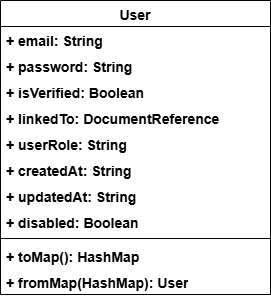 User
+ email: String
+ password: String
+ isVerified: Boolean
+ linkedTo: DocumentReference
+ userRole: String
+ createdAt: String
+ updatedAt: String
+ disabled: Boolean
+ toMap(): HashMap
+ fromMap(HashMap): User